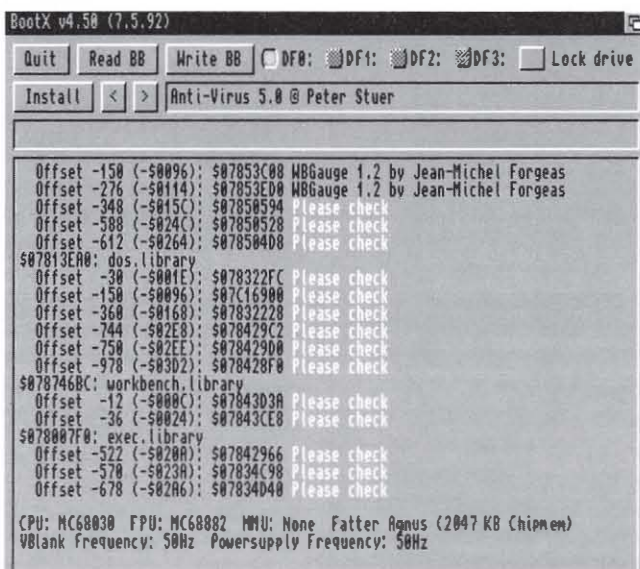 BootX v4.50 (7.5.92)
Quit Read BB Write BB DF0: DF1: DF2: DF3: Lock drive
Install < > Anti-Virus 5.0 @ Peter Stuer
Offset -150 (-$0096): $07853C08 WBGauge 1.2 by Jean-Michel Forgeas
Offset -276 (-$0114): $07853ED0 WBGauge 1.2 by Jean-Michel Forgeas
Offset -348 (-$015C): $07850594 Please check
Offset -588 (-$024C): $07850528 Please check
Offset -612 (-$0264): $078504D8 Please check
$07813EA0: dos.library
Offset -30 (-$001E): $078322FC Please check
Offset -150 (-$0096): $07C16900 Please check
Offset -360 (-$0168): $07832228 Please check
Offset -744 (-$02E8): $078429C2 Please check
Offset -750 (-$02EE): $078429D0 Please check
Offset -978 (-$03D2): $078428F0 Please check
$078746BC: workbench.library
Offset -12 (-$000C): $07843D3A Please check
Offset -36 (-$0024): $07843CE8 Please check
$078007F0: exec.library
Offset -522 (-$020A): $07842966 Please check
Offset -570 (-$023A): $07834C98 Please check
Offset -678 (-$02A6): $07834D40 Please check
CPU: MC68030 FPU: MC68882 MMU: None Fatter Agnus (2047 KB Chipmem)
VBlank Frequency: 50Hz Powersupply Frequency: 50Hz